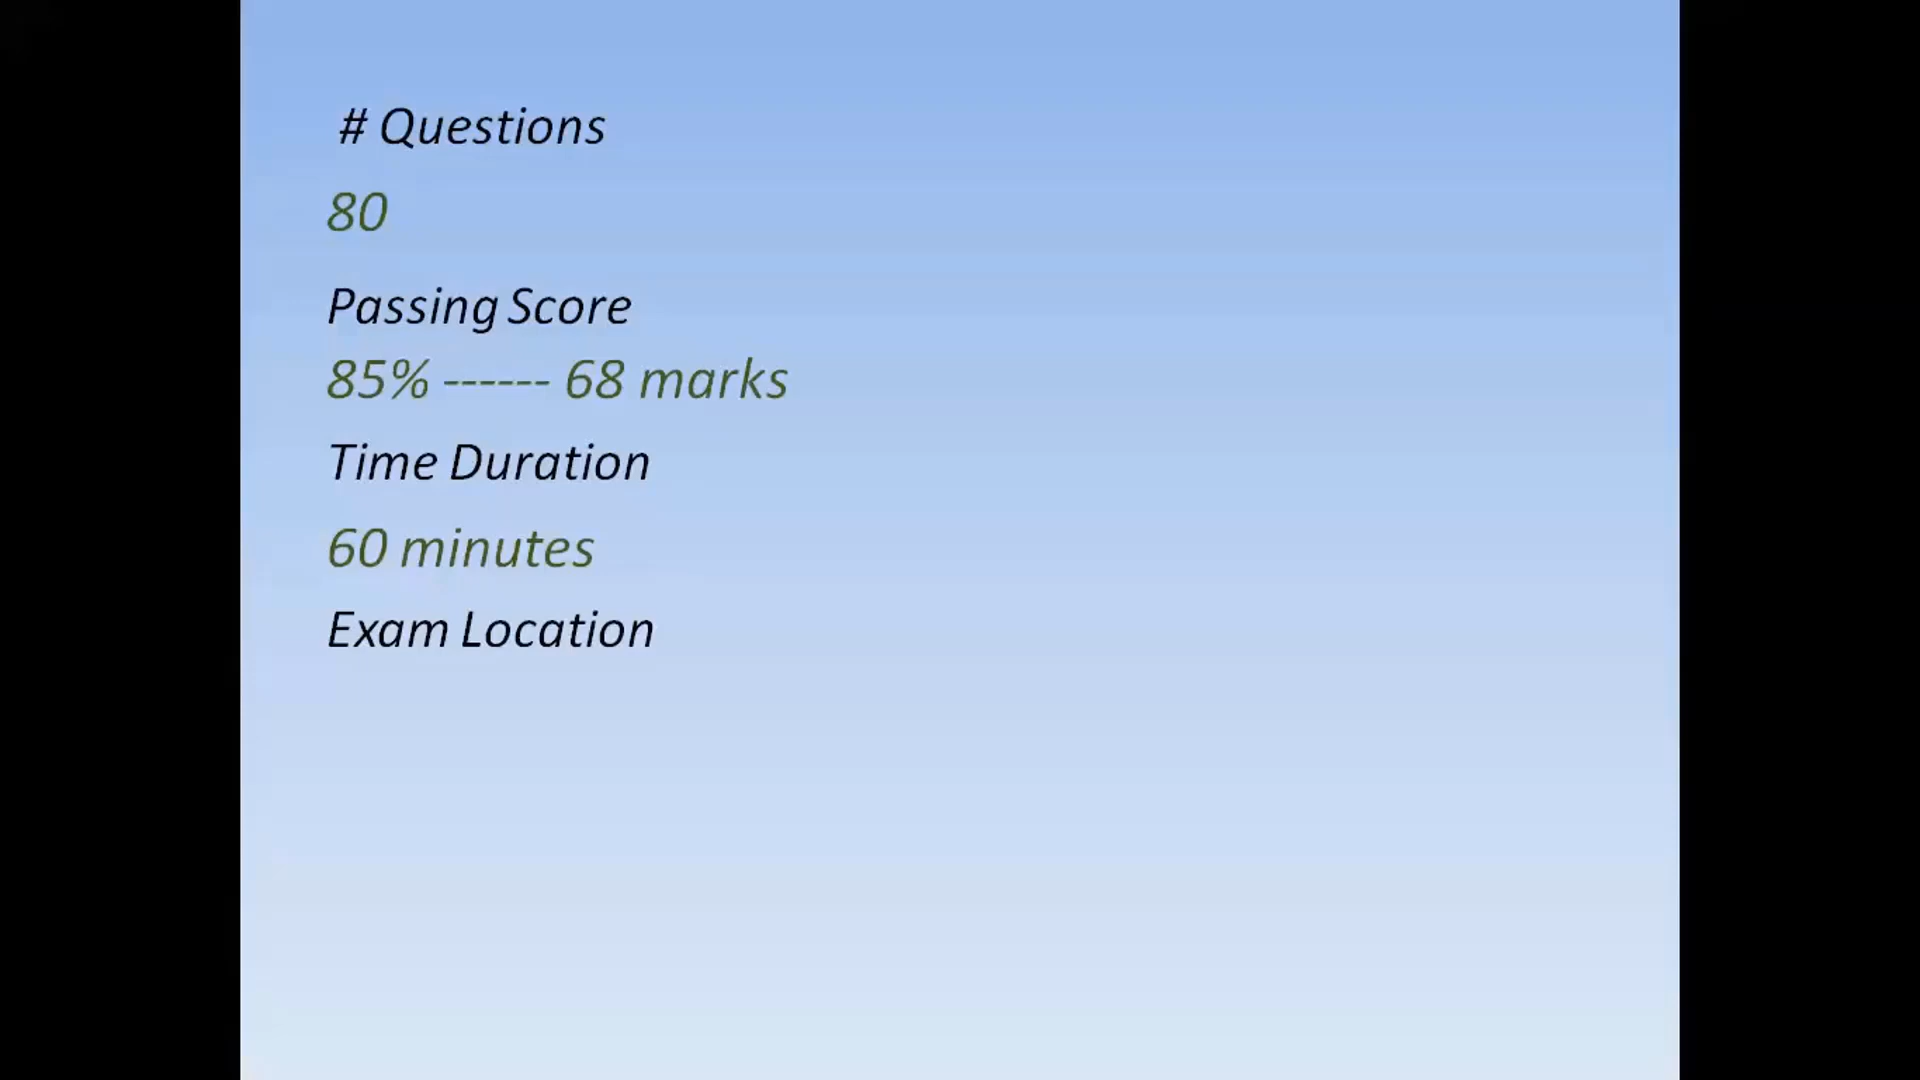 # Questions
80
Passing Score
85% ------ 68 marks
Time Duration
60 minutes
Exam Location